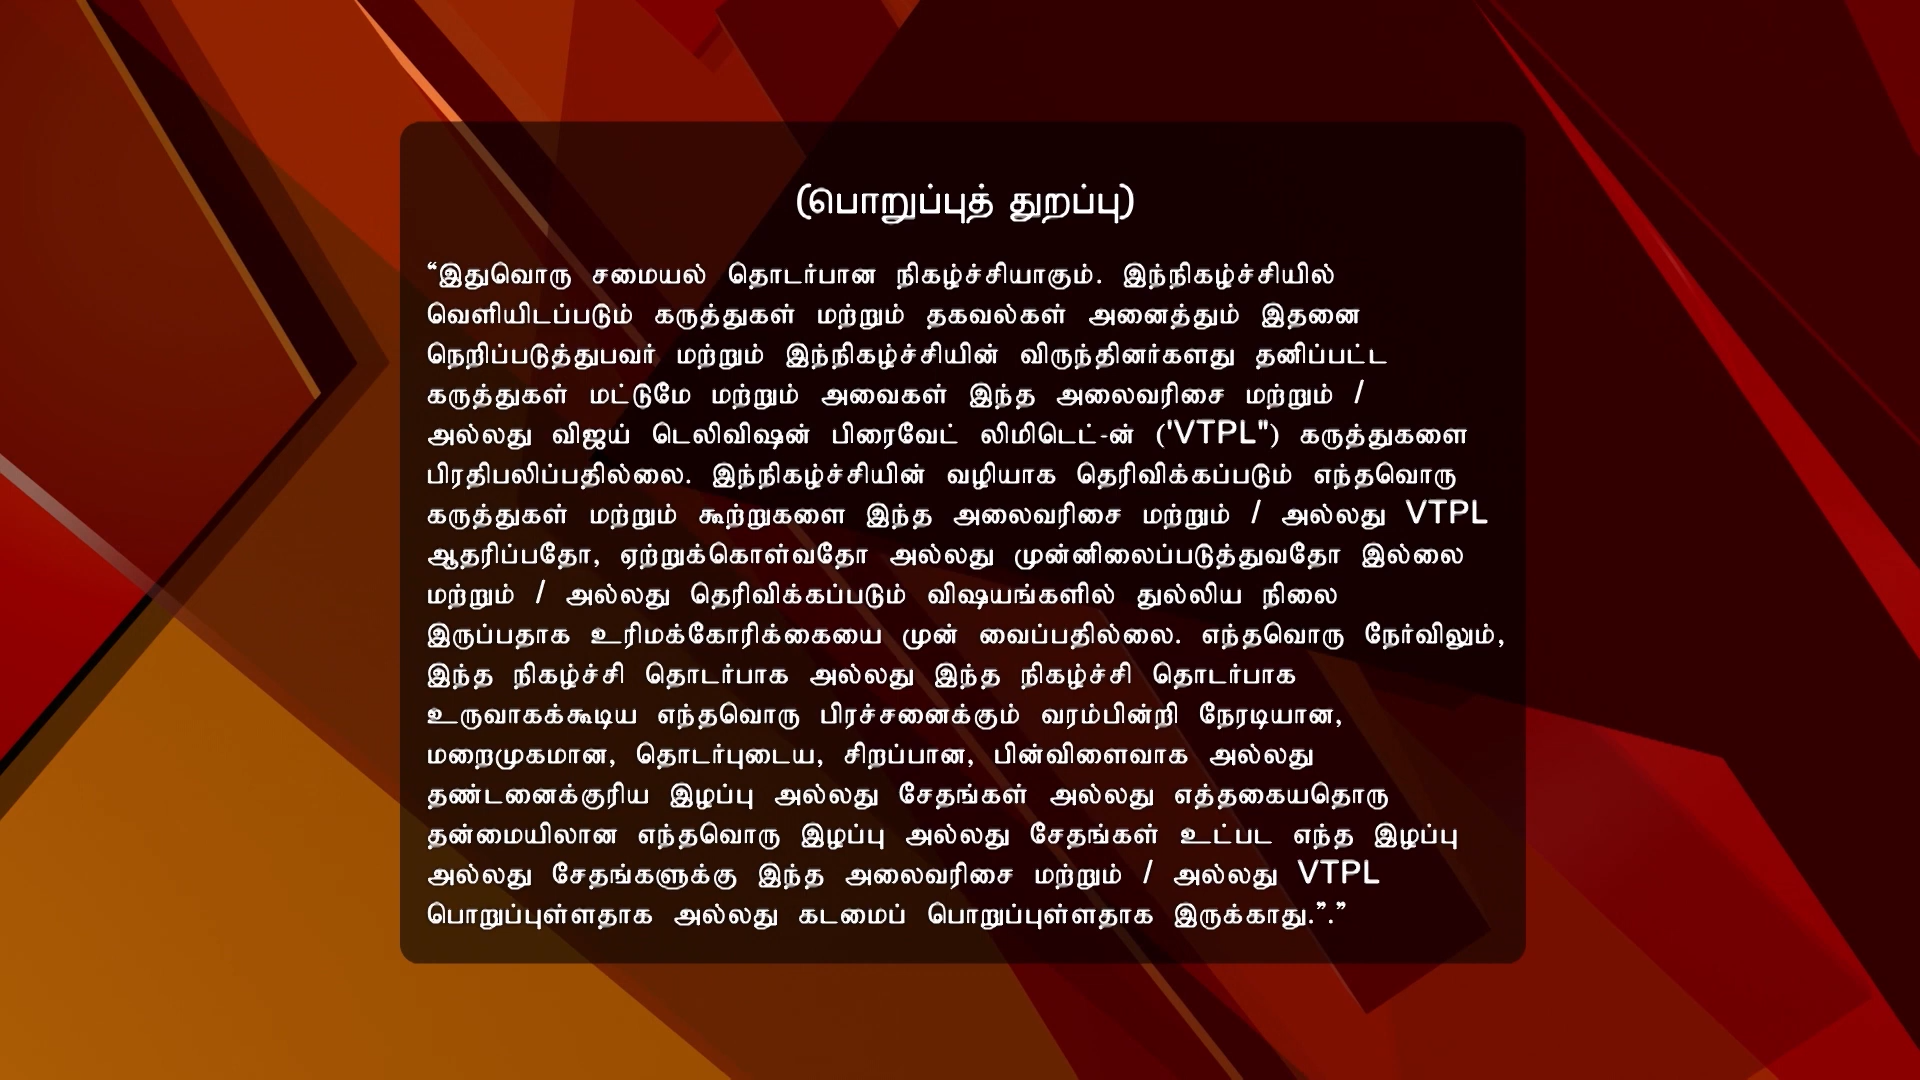 (பொறுப்புத் துறப்பு)
“இதுவொரு சமையல் தொடர்பான நிகழ்ச்சியாகும். இந்நிகழ்ச்சியில்
வெளியிடப்படும் கருத்துகள் மற்றும் தகவல்கள் அனைத்தும் இதனை
நெறிப்படுத்துபவர் மற்றும் இந்நிகழ்ச்சியின் விருந்தினர்களது தனிப்பட்ட
கருத்துகள் மட்டுமே மற்றும் அவைகள் இந்த அலைவரிசை மற்றும் /
அல்லது விஜய் டெலிவிஷன் பிரைவேட் லிமிடெட்-ன் ('VTPL") கருத்துகளை
பிரதிபலிப்பதில்லை. இந்நிகழ்ச்சியின் வழியாக தெரிவிக்கப்படும் எந்தவொரு
கருத்துகள் மற்றும் கூற்றுகளை இந்த அலைவரிசை மற்றும் / அல்லது VTPL
ஆதரிப்பதோ, ஏற்றுக்கொள்வதோ அல்லது முன்னிலைப்படுத்துவதோ இல்லை
மற்றும் / அல்லது தெரிவிக்கப்படும் விஷயங்களில் துல்லிய நிலை
இருப்பதாக உரிமக்கோரிக்கையை முன் வைப்பதில்லை. எந்தவொரு நேர்விலும்,
இந்த நிகழ்ச்சி தொடர்பாக அல்லது இந்த நிகழ்ச்சி தொடர்பாக
உருவாகக்கூடிய எந்தவொரு பிரச்சனைக்கும் வரம்பின்றி நேரடியான,
மறைமுகமான, தொடர்புடைய, சிறப்பான, பின்விளைவாக அல்லது
தண்டனைக்குரிய இழப்பு அல்லது சேதங்கள் அல்லது எத்தகையதொரு
தன்மையிலான எந்தவொரு இழப்பு அல்லது சேதங்கள் உட்பட எந்த இழப்பு
அல்லது சேதங்களுக்கு இந்த அலைவரிசை மற்றும் / அல்லது VTPL
பொறுப்புள்ளதாக அல்லது கடமைப் பொறுப்புள்ளதாக இருக்காது.”.”